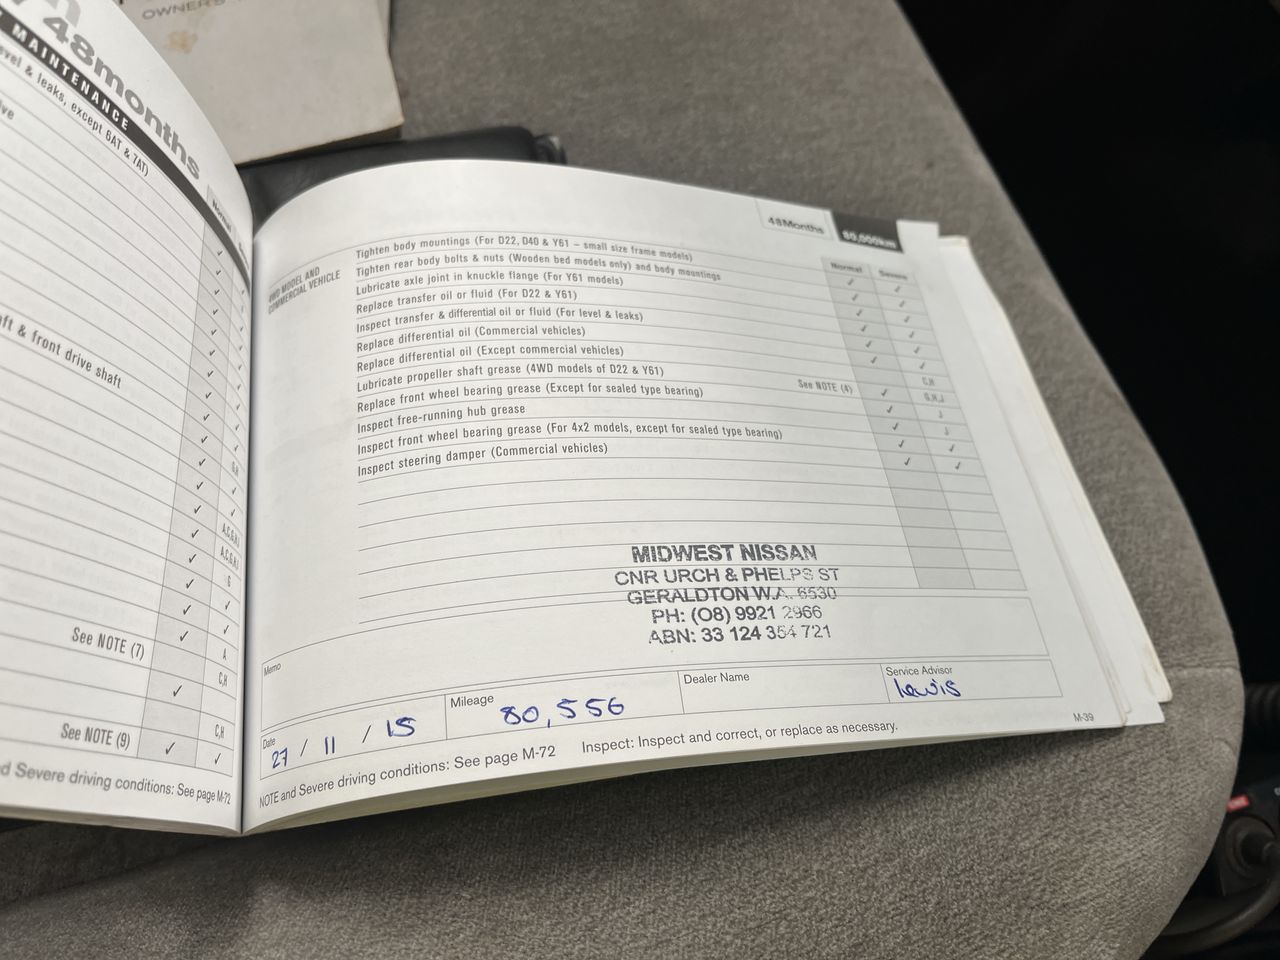 OWNERS
48months
MAINTENANCE
level & leaks, except 6AT & 7AT)
Normal
ft & front drive shaft
✓
✓
✓
✓
✓
✓
✓
✓
✓
✓
✓ G,H
✓ ✓
✓ ✓
✓ A,C,G,H,I
✓ A,C,G,H,I
✓ G
✓ ✓
✓ ✓
See NOTE (7) A
✓ C,H
See NOTE (9) ✓ C,H
✓
d Severe driving conditions: See page M-72
48Months 80,000km
Normal Severe
4WD MODEL AND
COMMERCIAL VEHICLE
Tighten body mountings (For D22, D40 & Y61 – small size frame models) ✓ ✓
Tighten rear body bolts & nuts (Wooden bed models only) and body mountings ✓ ✓
Lubricate axle joint in knuckle flange (For Y61 models) ✓ ✓
Replace transfer oil or fluid (For D22 & Y61) ✓ ✓
Inspect transfer & differential oil or fluid (For level & leaks) ✓ ✓
Replace differential oil (Commercial vehicles)
Replace differential oil (Except commercial vehicles) C,H
Lubricate propeller shaft grease (4WD models of D22 & Y61) ✓ G,H,J
Replace front wheel bearing grease (Except for sealed type bearing) See NOTE (4) ✓ J
Inspect free-running hub grease ✓ J
Inspect front wheel bearing grease (For 4x2 models, except for sealed type bearing) ✓ ✓
Inspect steering damper (Commercial vehicles) ✓ ✓
MIDWEST NISSAN
CNR URCH & PHELPS ST
GERALDTON W.A. 6530
PH: (08) 9921 2966
ABN: 33 124 354 721
Memo
Date 27 / 11 / 15
Mileage 80,556
Dealer Name
Service Advisor Lewis
NOTE and Severe driving conditions: See page M-72 Inspect: Inspect and correct, or replace as necessary.
M-39